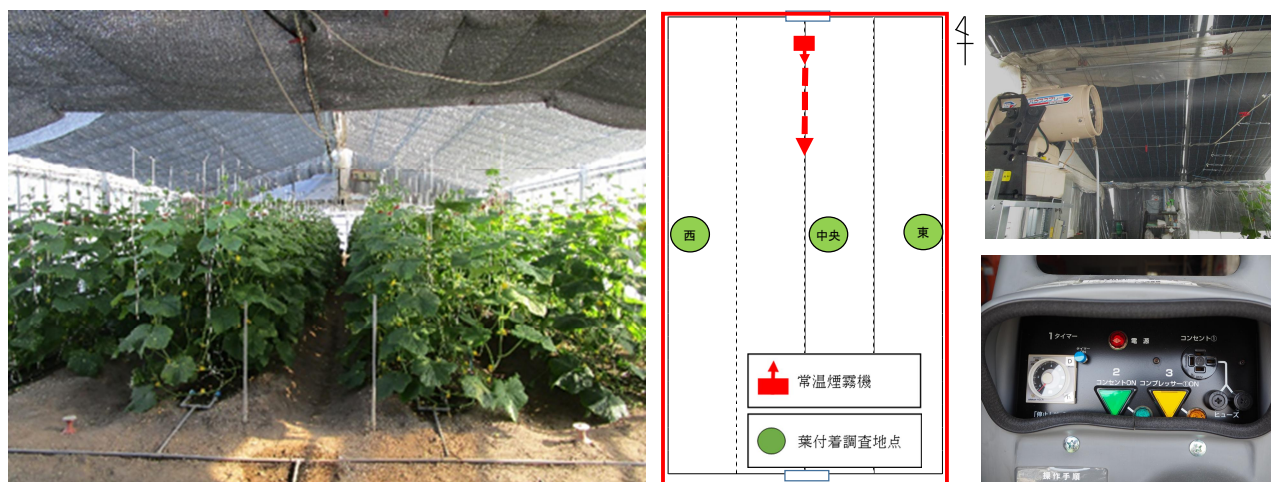 西
中央
東
常温煙霧機
葉付着調査地点
1 タイマー
電源
コンセント①
2
コンセントON
3
コンプレッサー①ON
ヒューズ
操作手順